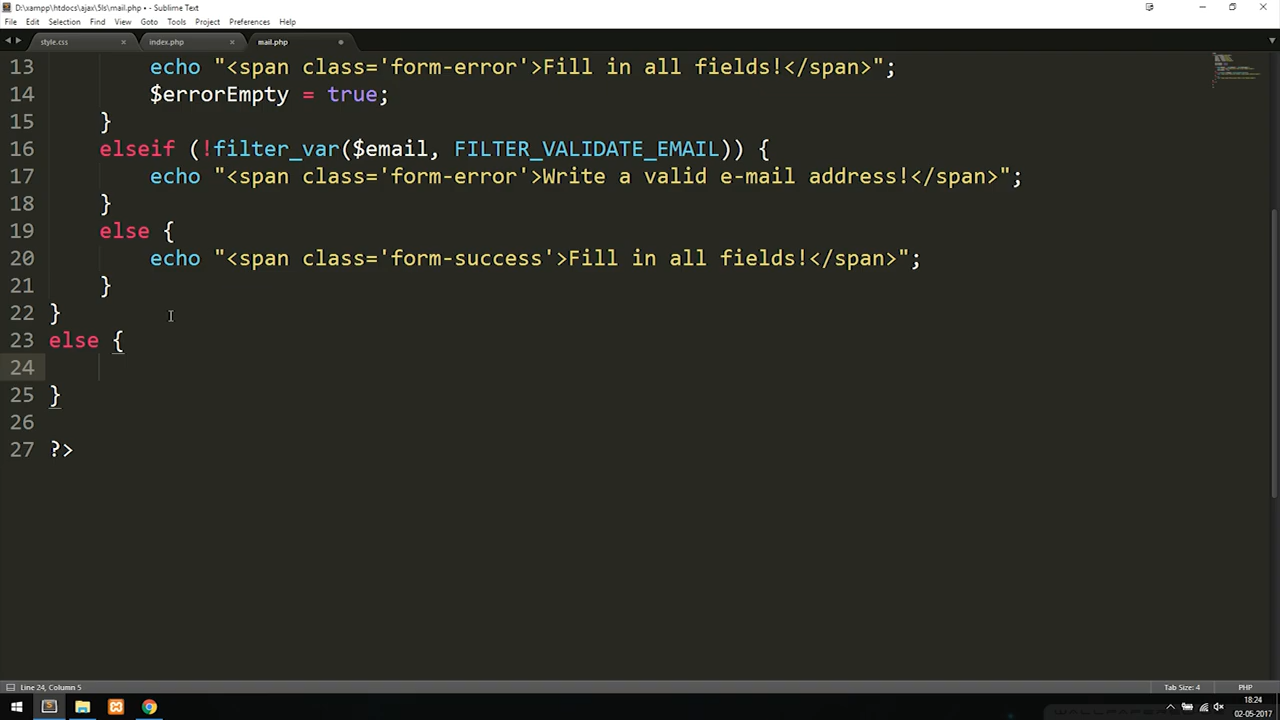 D:\xampp\htdocs\ajax\5ls\mail.php • - Sublime Text
File Edit Selection Find View Goto Tools Project Preferences Help
style.css index.php mail.php
13 echo "<span class='form-error'>Fill in all fields!</span>";
14 $errorEmpty = true;
15 }
16 elseif (!filter_var($email, FILTER_VALIDATE_EMAIL)) {
17 echo "<span class='form-error'>Write a valid e-mail address!</span>";
18 }
19 else {
20 echo "<span class='form-success'>Fill in all fields!</span>";
21 }
22 }
23 else {
24
25 }
26
27 ?>
Line 24, Column 5 Tab Size: 4 PHP
18:24
02-05-2017